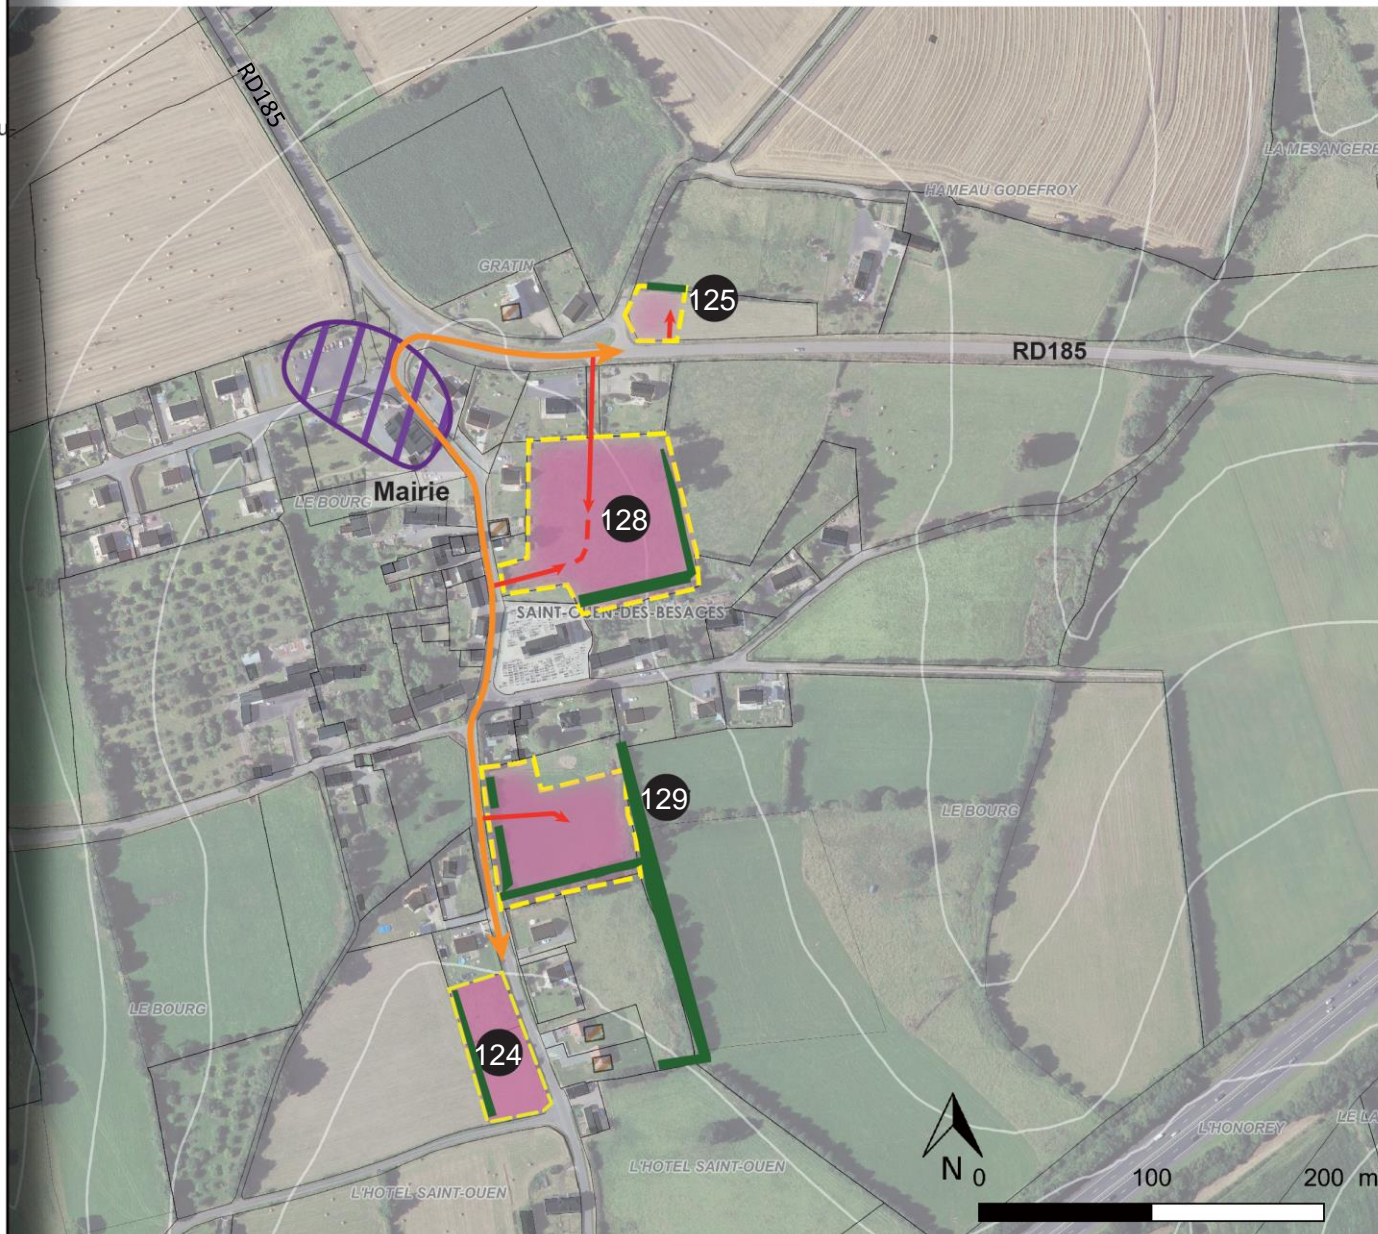 RD185
LA MESANGERE
HAMEAU GODEFROY
GRATIN
125
RD185
Mairie
LE BOURG
128
SAINT-OUEN-DES-BESAGES
129
LE BOURG
LE BOURG
124
L'HONOREY
L'HOTEL SAINT-OUEN
L'HOTEL SAINT-OUEN
N
0 100 200 m